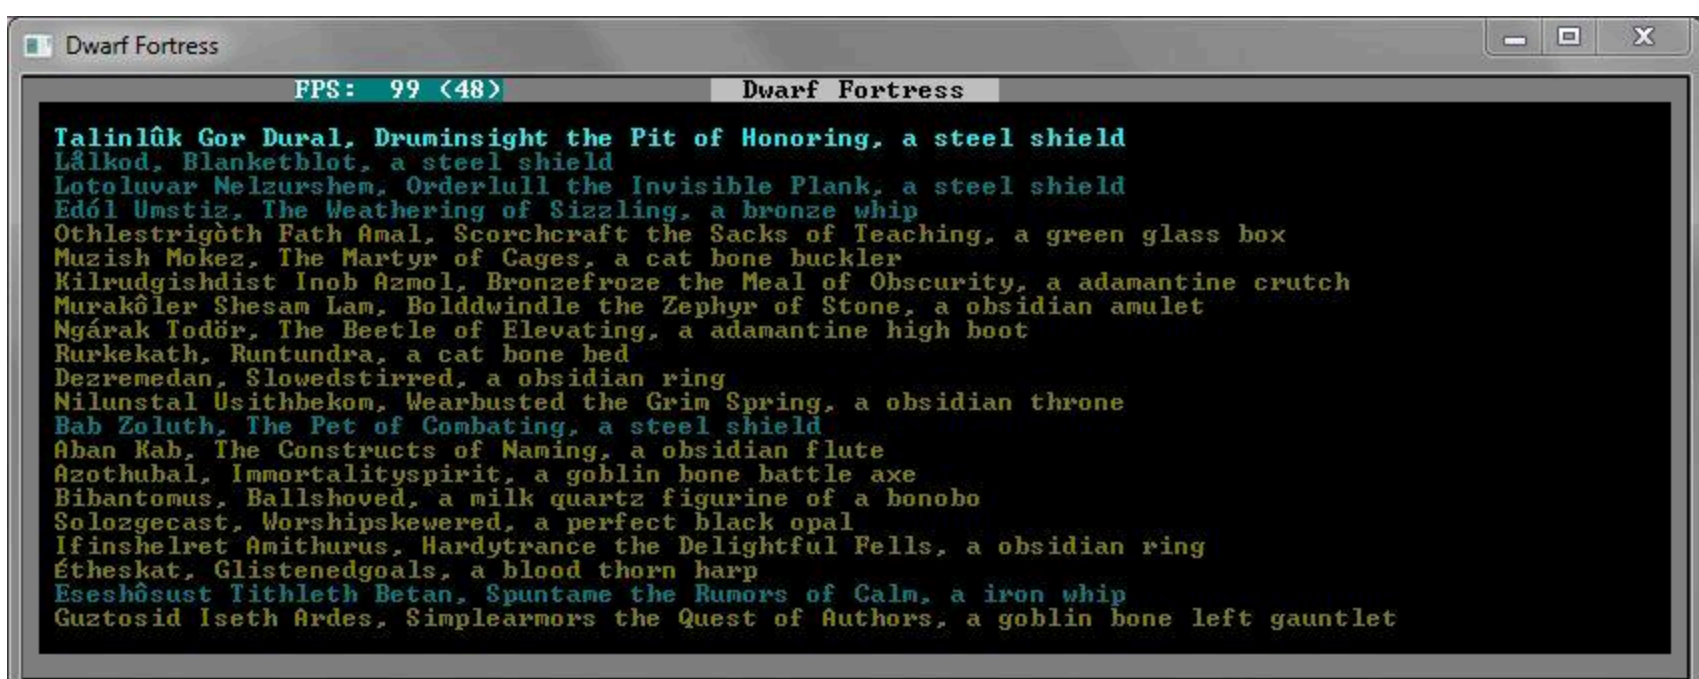 Dwarf Fortress
FPS: 99 (48) Dwarf Fortress
Talinlûk Gor Dural, Druminsight the Pit of Honoring, a steel shield
Lålkod, Blanketblot, a steel shield
Lotoluvar Nelzurshem, Orderlull the Invisible Plank, a steel shield
Edól Umstiz, The Weathering of Sizzling, a bronze whip
Othlestrigòth Fath Amal, Scorchcraft the Sacks of Teaching, a green glass box
Muzish Mokez, The Martyr of Cages, a cat bone buckler
Kilrudgishdist Inob Azmol, Bronzefroze the Meal of Obscurity, a adamantine crutch
Murakôler Shesam Lam, Bolddwindle the Zephyr of Stone, a obsidian amulet
Ngárak Todör, The Beetle of Elevating, a adamantine high boot
Rurkekath, Runtundra, a cat bone bed
Dezremedan, Slowedstirred, a obsidian ring
Nilunstal Usithbekom, Wearbusted the Grim Spring, a obsidian throne
Bab Zoluth, The Pet of Combating, a steel shield
Aban Kab, The Constructs of Naming, a obsidian flute
Azothubal, Immortalityspirit, a goblin bone battle axe
Bibantomus, Ballshoved, a milk quartz figurine of a bonobo
Solozgecast, Worshipskewered, a perfect black opal
Ifinshelret Amithurus, Hardytrance the Delightful Fells, a obsidian ring
Étheskat, Glistenedgoals, a blood thorn harp
Eseshôsust Tithleth Betan, Spuntame the Rumors of Calm, a iron whip
Guztosid Iseth Ardes, Simplearmors the Quest of Authors, a goblin bone left gauntlet